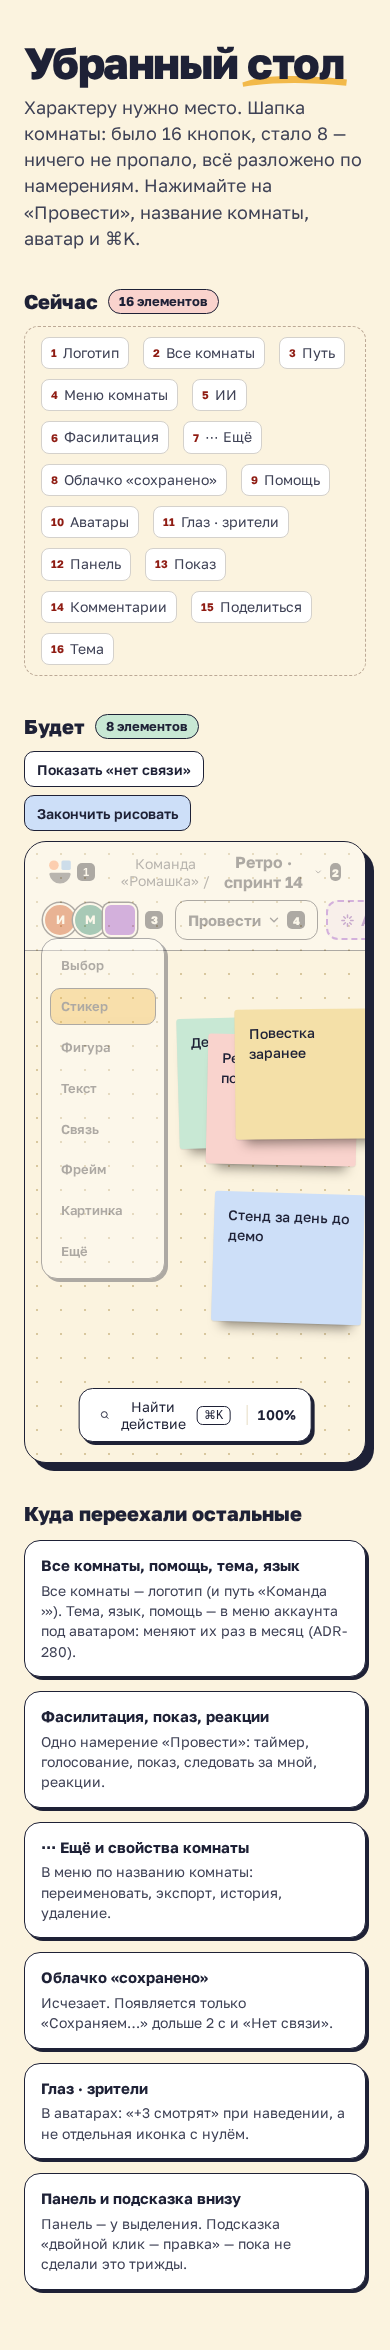 Убранный стол
Характеру нужно место. Шапка
комнаты: было 16 кнопок, стало 8 —
ничего не пропало, всё разложено по
намерениям. Нажимайте на
«Провести», название комнаты,
аватар и ⌘K.
Сейчас 16 элементов
1 Логотип 2 Все комнаты 3 Путь
4 Меню комнаты 5 ИИ
6 Фасилитация 7 ··· Ещё
8 Облачко «сохранено» 9 Помощь
10 Аватары 11 Глаз · зрители
12 Панель 13 Показ
14 Комментарии 15 Поделиться
16 Тема
Будет 8 элементов
Показать «нет связи»
Закончить рисовать
1 Команда «Ромашка» / Ретро · спринт 14 2
И М 3 Провести 4
Выбор
Стикер
Фигура
Текст
Связь
Фрейм
Картинка
Ещё
Повестка
заранее
Стенд за день до
демо
Найти
действие ⌘K 100%
Куда переехали остальные
Все комнаты, помощь, тема, язык
Все комнаты — логотип (и путь «Команда
›»). Тема, язык, помощь — в меню аккаунта
под аватаром: меняют их раз в месяц (ADR-
280).
Фасилитация, показ, реакции
Одно намерение «Провести»: таймер,
голосование, показ, следовать за мной,
реакции.
··· Ещё и свойства комнаты
В меню по названию комнаты:
переименовать, экспорт, история,
удаление.
Облачко «сохранено»
Исчезает. Появляется только
«Сохраняем…» дольше 2 с и «Нет связи».
Глаз · зрители
В аватарах: «+3 смотрят» при наведении, а
не отдельная иконка с нулём.
Панель и подсказка внизу
Панель — у выделения. Подсказка
«двойной клик — правка» — пока не
сделали это трижды.